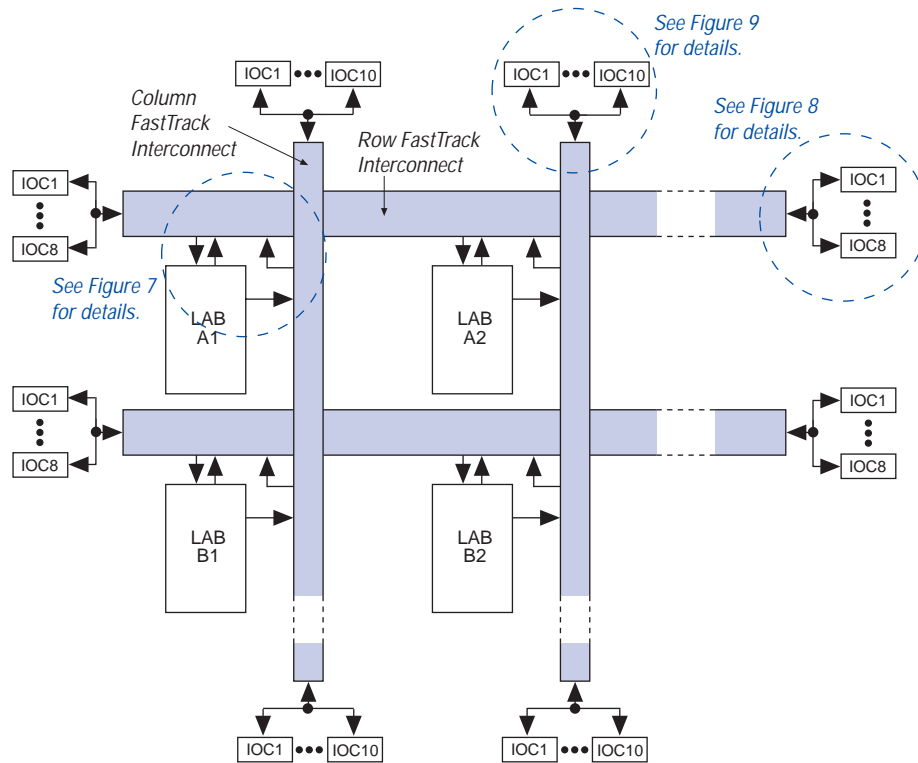 See Figure 9
for details.
IOC1
IOC10
IOC1
IOC10
Column
FastTrack
Interconnect
Row FastTrack
Interconnect
See Figure 8
for details.
IOC1
IOC8
IOC1
IOC8
See Figure 7
for details.
LAB
A1
LAB
A2
IOC1
IOC8
IOC1
IOC8
LAB
B1
LAB
B2
IOC1
IOC10
IOC1
IOC10